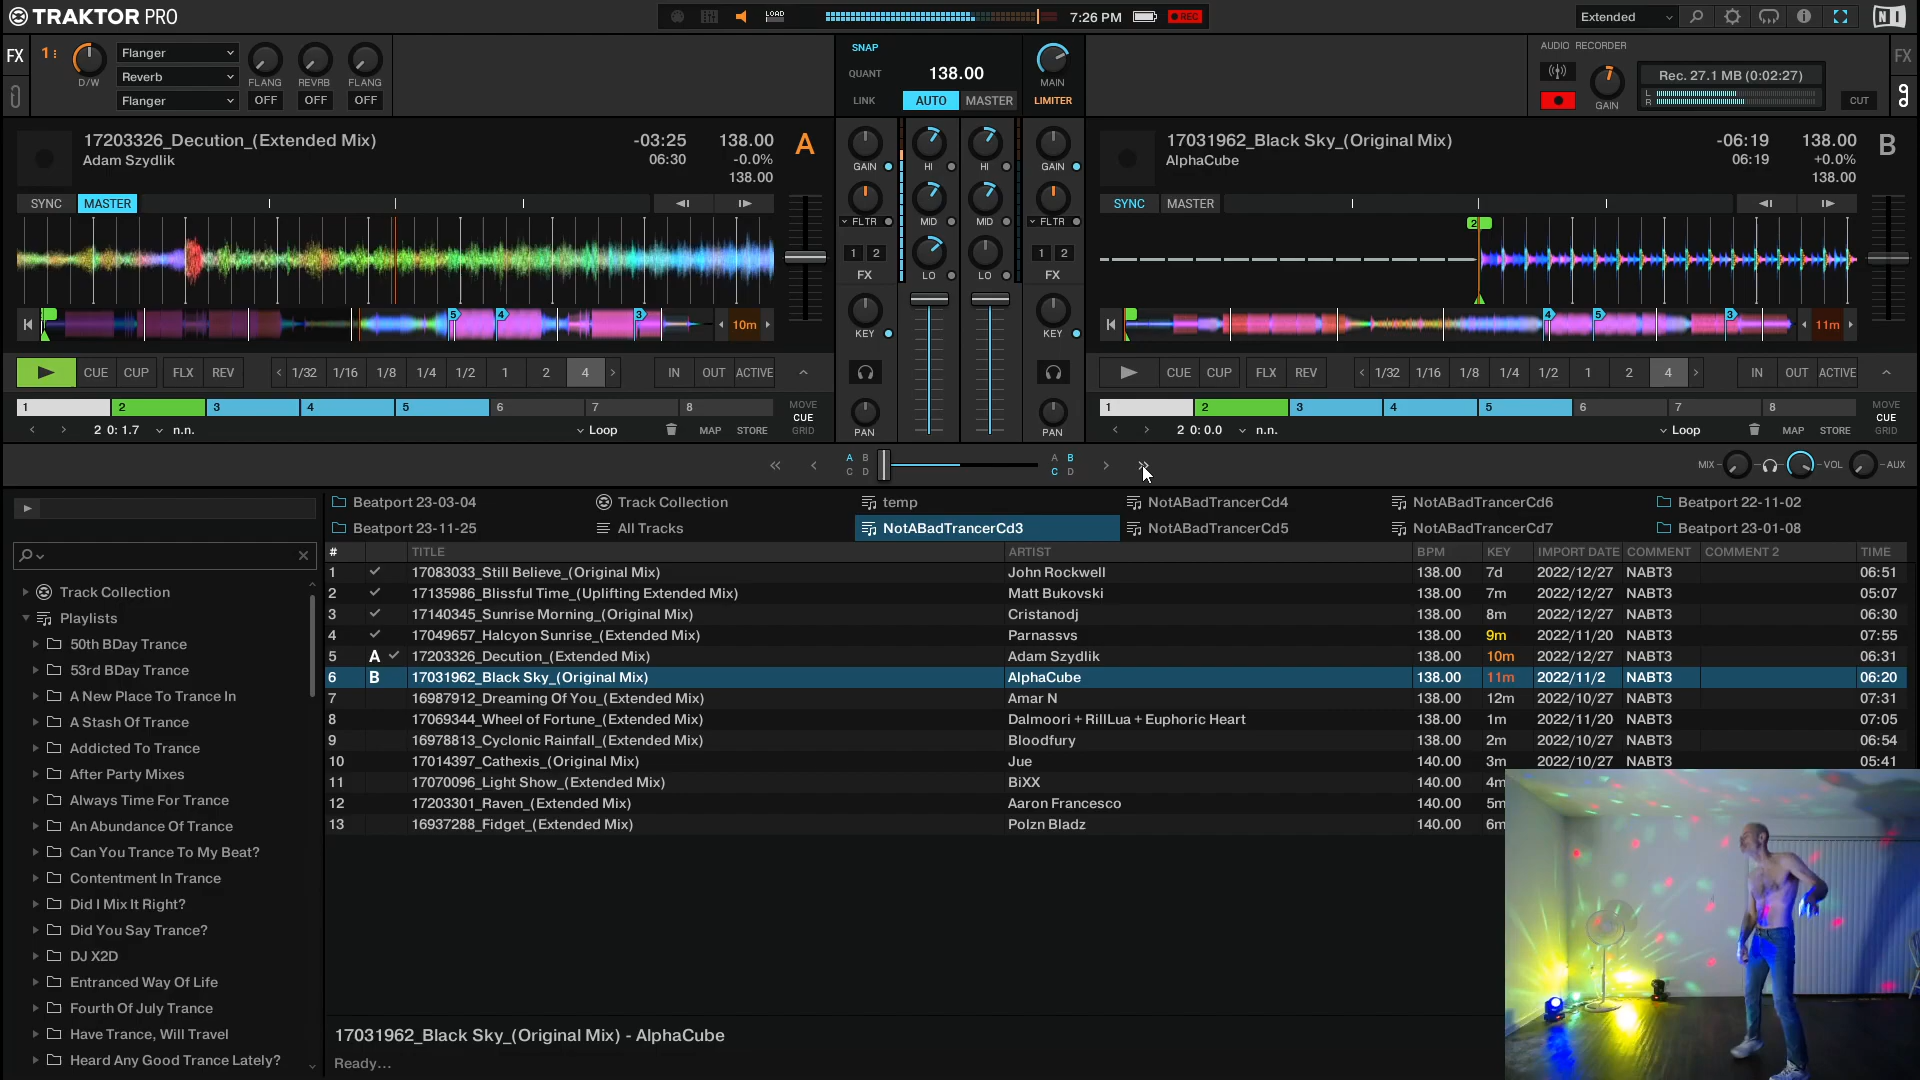 TRAKTOR PRO
LOAD
7:26 PM
REC
Extended
FX
1
D/W
Flanger
Reverb
Flanger
FLANG REVRB FLANG
OFF OFF OFF
SNAP
QUANT 138.00
LINK AUTO MASTER
MAIN
LIMITER
AUDIO RECORDER
GAIN
Rec. 27.1 MB (0:02:27)
L
R
CUT
FX
17203326_Decution_(Extended Mix)
Adam Szydlik
-03:25 138.00
06:30 -0.0%
138.00
A
SYNC MASTER
5 4 3
10m
CUE CUP FLX REV 1/32 1/16 1/8 1/4 1/2 1 2 4 IN OUT ACTIVE
1 2 3 4 5 6 7 8
MOVE
CUE
GRID
2 0: 1.7 n.n. Loop MAP STORE
GAIN HI HI GAIN
FLTR MID MID FLTR
1 2 1 2
FX LO LO FX
KEY KEY
PAN PAN
17031962_Black Sky_(Original Mix)
AlphaCube
-06:19 138.00
06:19 +0.0%
138.00
B
SYNC MASTER
2
4 5 3
11m
CUE CUP FLX REV 1/32 1/16 1/8 1/4 1/2 1 2 4 IN OUT ACTIVE
1 2 3 4 5 6 7 8
MOVE
CUE
GRID
2 0: 0.0 n.n. Loop MAP STORE
A B A B
C D C D
MIX VOL AUX
Beatport 23-03-04 Track Collection temp NotABadTrancerCd4 NotABadTrancerCd6 Beatport 22-11-02
Beatport 23-11-25 All Tracks NotABadTrancerCd3 NotABadTrancerCd5 NotABadTrancerCd7 Beatport 23-01-08
# TITLE ARTIST BPM KEY IMPORT DATE COMMENT COMMENT 2 TIME
1 17083033_Still Believe_(Original Mix) John Rockwell 138.00 7d 2022/12/27 NABT3 06:51
2 17135986_Blissful Time_(Uplifting Extended Mix) Matt Bukovski 138.00 7m 2022/12/27 NABT3 05:07
3 17140345_Sunrise Morning_(Original Mix) Cristanodj 138.00 8m 2022/12/27 NABT3 06:30
4 17049657_Halcyon Sunrise_(Extended Mix) Parnassvs 138.00 9m 2022/11/20 NABT3 07:55
5 A 17203326_Decution_(Extended Mix) Adam Szydlik 138.00 10m 2022/12/27 NABT3 06:31
6 B 17031962_Black Sky_(Original Mix) AlphaCube 138.00 11m 2022/11/2 NABT3 06:20
7 16987912_Dreaming Of You_(Extended Mix) Amar N 138.00 12m 2022/10/27 NABT3 07:31
8 17069344_Wheel of Fortune_(Extended Mix) Dalmoori + RillLua + Euphoric Heart 138.00 1m 2022/11/20 NABT3 07:05
9 16978813_Cyclonic Rainfall_(Extended Mix) Bloodfury 138.00 2m 2022/10/27 NABT3 06:54
10 17014397_Cathexis_(Original Mix) Jue 140.00 3m 2022/10/27 NABT3 05:41
11 17070096_Light Show_(Extended Mix) BiXX 140.00 4m
12 17203301_Raven_(Extended Mix) Aaron Francesco 140.00 5m
13 16937288_Fidget_(Extended Mix) Polzn Bladz 140.00 6m
Track Collection
Playlists
50th BDay Trance
53rd BDay Trance
A New Place To Trance In
A Stash Of Trance
Addicted To Trance
After Party Mixes
Always Time For Trance
An Abundance Of Trance
Can You Trance To My Beat?
Contentment In Trance
Did I Mix It Right?
Did You Say Trance?
DJ X2D
Entranced Way Of Life
Fourth Of July Trance
Have Trance, Will Travel
Heard Any Good Trance Lately?
17031962_Black Sky_(Original Mix) - AlphaCube
Ready...